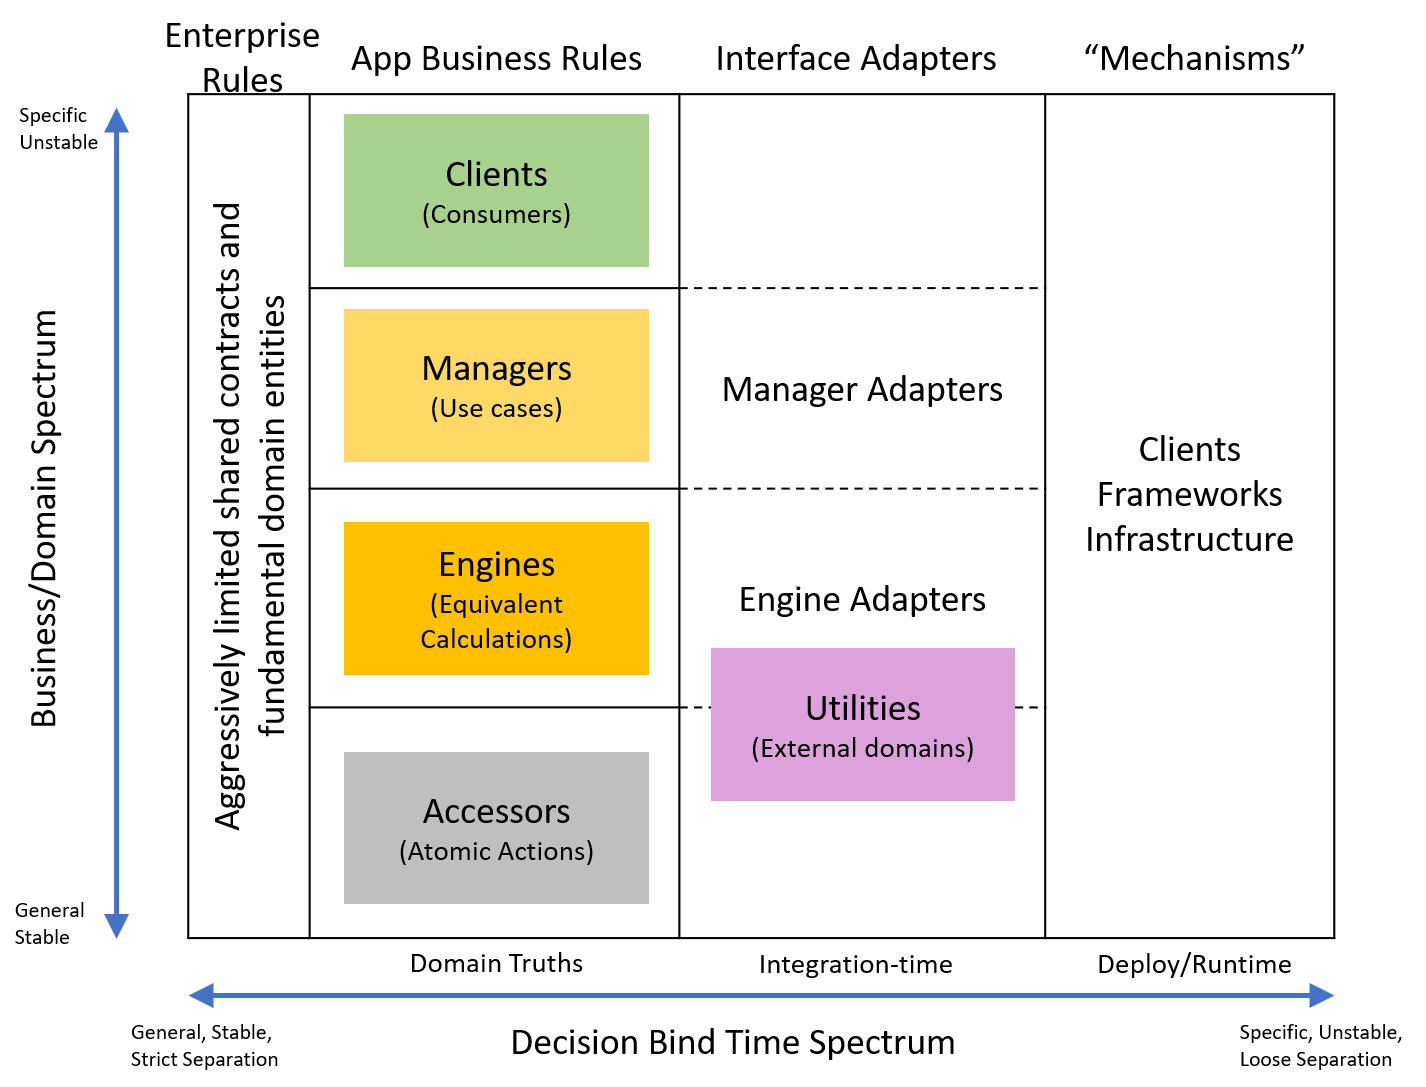 Enterprise
Rules
App Business Rules
Interface Adapters
“Mechanisms”
Specific
Unstable
Business/Domain Spectrum
General
Stable
Aggressively limited shared contracts and
fundamental domain entities
Clients
(Consumers)
Managers
(Use cases)
Engines
(Equivalent
Calculations)
Accessors
(Atomic Actions)
Manager Adapters
Engine Adapters
Utilities
(External domains)
Clients
Frameworks
Infrastructure
Domain Truths
Integration-time
Deploy/Runtime
General, Stable,
Strict Separation
Decision Bind Time Spectrum
Specific, Unstable,
Loose Separation